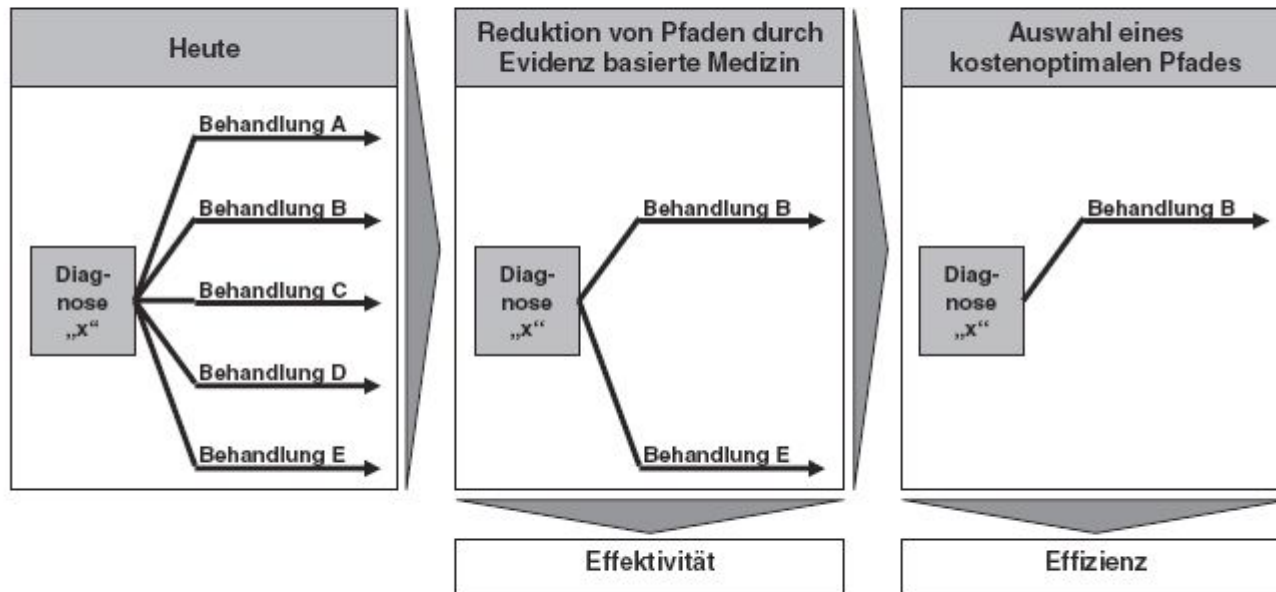 Heute
Behandlung A
Behandlung B
Behandlung C
Behandlung D
Behandlung E
Diag-
nose
„x“
Reduktion von Pfaden durch
Evidenz basierte Medizin
Behandlung B
Diag-
nose
„x“
Behandlung E
Effektivität
Auswahl eines
kostenoptimalen Pfades
Behandlung B
Diag-
nose
„x“
Effizienz